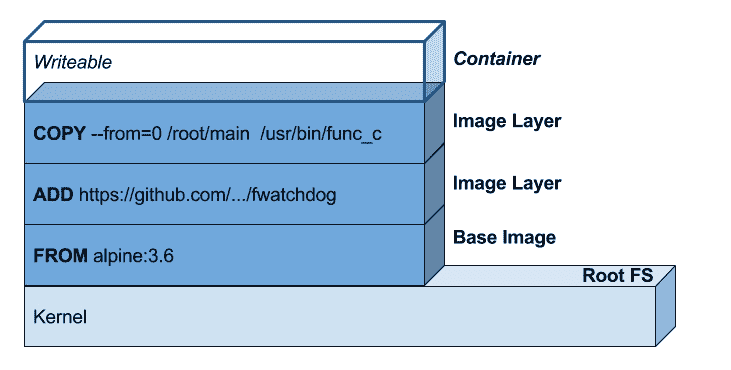 Writeable
Container
COPY --from=0 /root/main /usr/bin/func_c
Image Layer
ADD https://github.com/.../fwatchdog
Image Layer
FROM alpine:3.6
Base Image
Root FS
Kernel